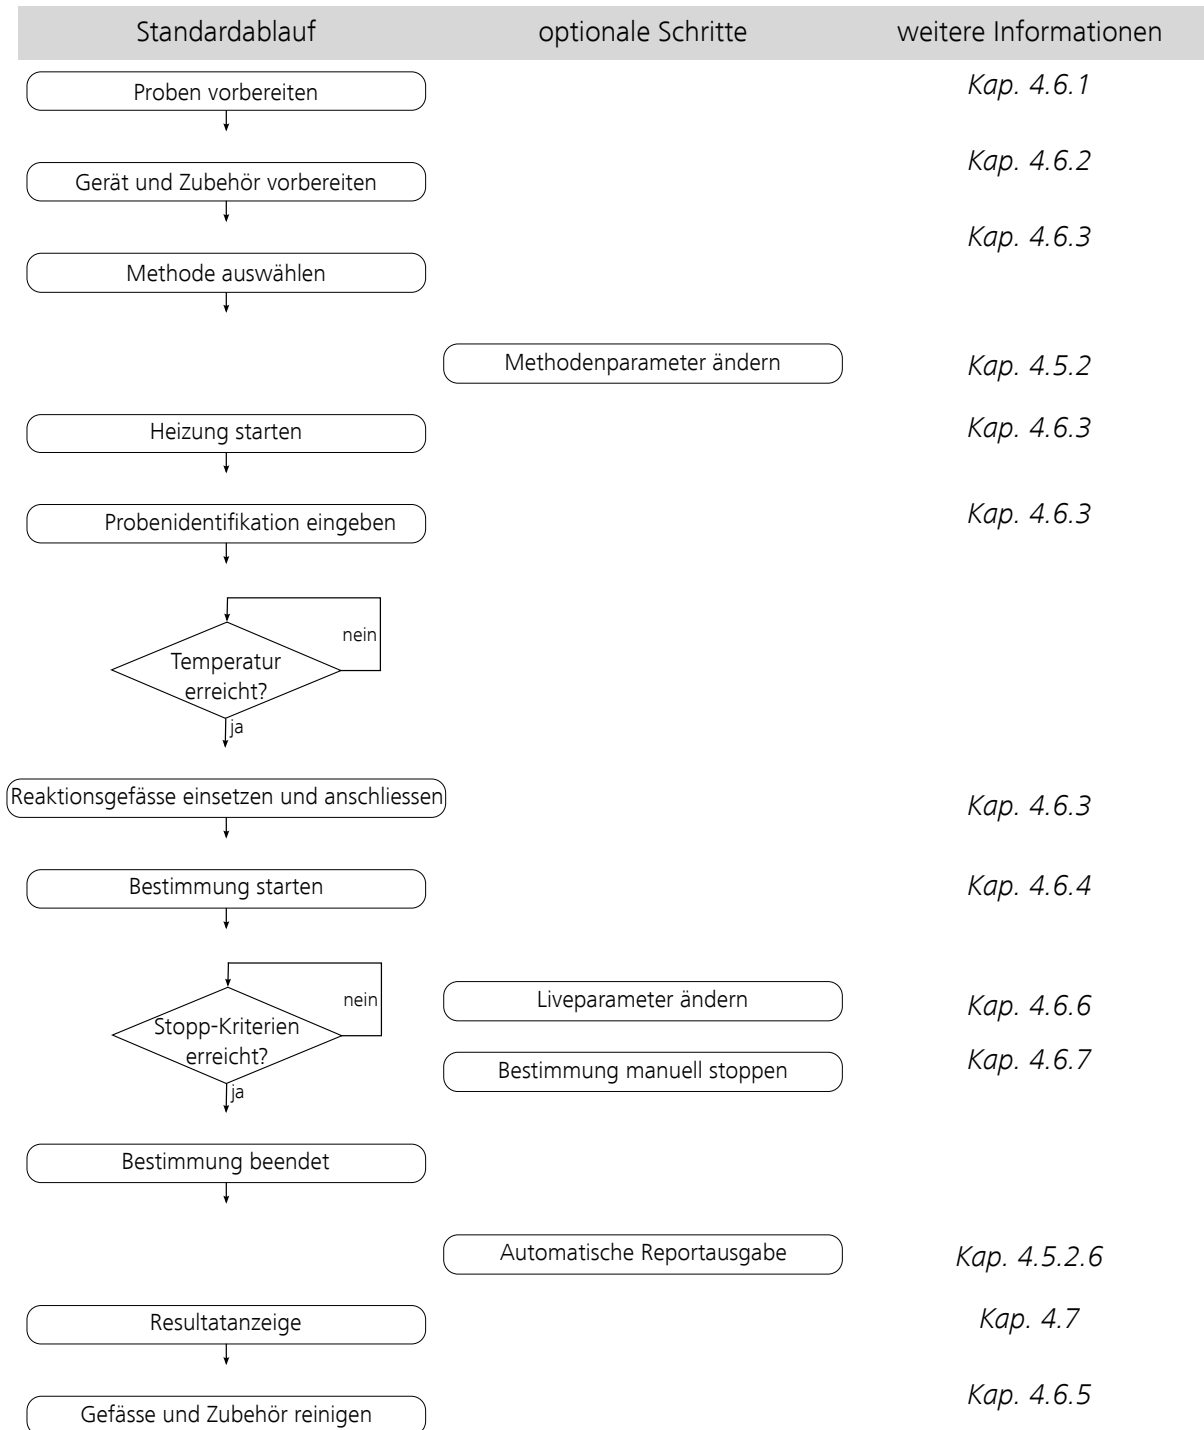 Standardablauf
optionale Schritte
weitere Informationen
Proben vorbereiten
Kap. 4.6.1
Gerät und Zubehör vorbereiten
Kap. 4.6.2
Methode auswählen
Kap. 4.6.3
Methodenparameter ändern
Kap. 4.5.2
Heizung starten
Kap. 4.6.3
Probenidentifikation eingeben
Kap. 4.6.3
nein
Temperatur
erreicht?
ja
Reaktionsgefässe einsetzen und anschliessen
Kap. 4.6.3
Bestimmung starten
Kap. 4.6.4
nein
Stopp-Kriterien
erreicht?
ja
Liveparameter ändern
Kap. 4.6.6
Bestimmung manuell stoppen
Kap. 4.6.7
Bestimmung beendet
Automatische Reportausgabe
Kap. 4.5.2.6
Resultatanzeige
Kap. 4.7
Gefässe und Zubehör reinigen
Kap. 4.6.5